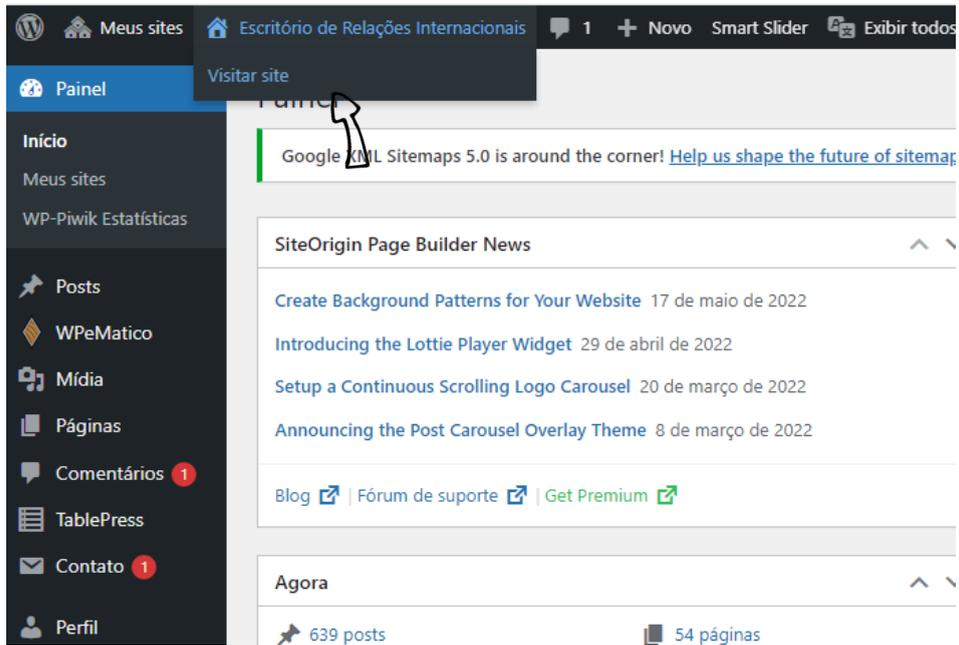 Meus sites Escritório de Relações Internacionais 1 Novo Smart Slider Exibir todos
Visitar site
Painel
Painel
Início
Meus sites
WP-Piwik Estatísticas
Google XML Sitemaps 5.0 is around the corner! Help us shape the future of sitemap
SiteOrigin Page Builder News
Create Background Patterns for Your Website 17 de maio de 2022
Introducing the Lottie Player Widget 29 de abril de 2022
Setup a Continuous Scrolling Logo Carousel 20 de março de 2022
Announcing the Post Carousel Overlay Theme 8 de março de 2022
Blog | Fórum de suporte | Get Premium
Posts
WPeMatico
Mídia
Páginas
Comentários 1
TablePress
Contato 1
Perfil
Agora
639 posts 54 páginas